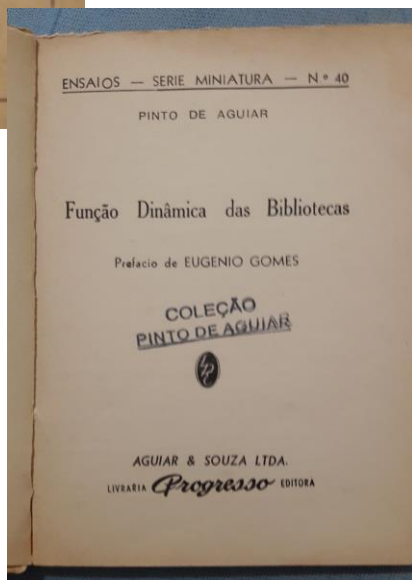 ENSAIOS — SERIE MINIATURA — N º 40
PINTO DE AGUIAR
Função Dinâmica das Bibliotecas
Prefacio de EUGENIO GOMES
COLEÇÃO
PINTO DE AGUIAR
AGUIAR & SOUZA LTDA.
LIVRARIA Progresso EDITORA